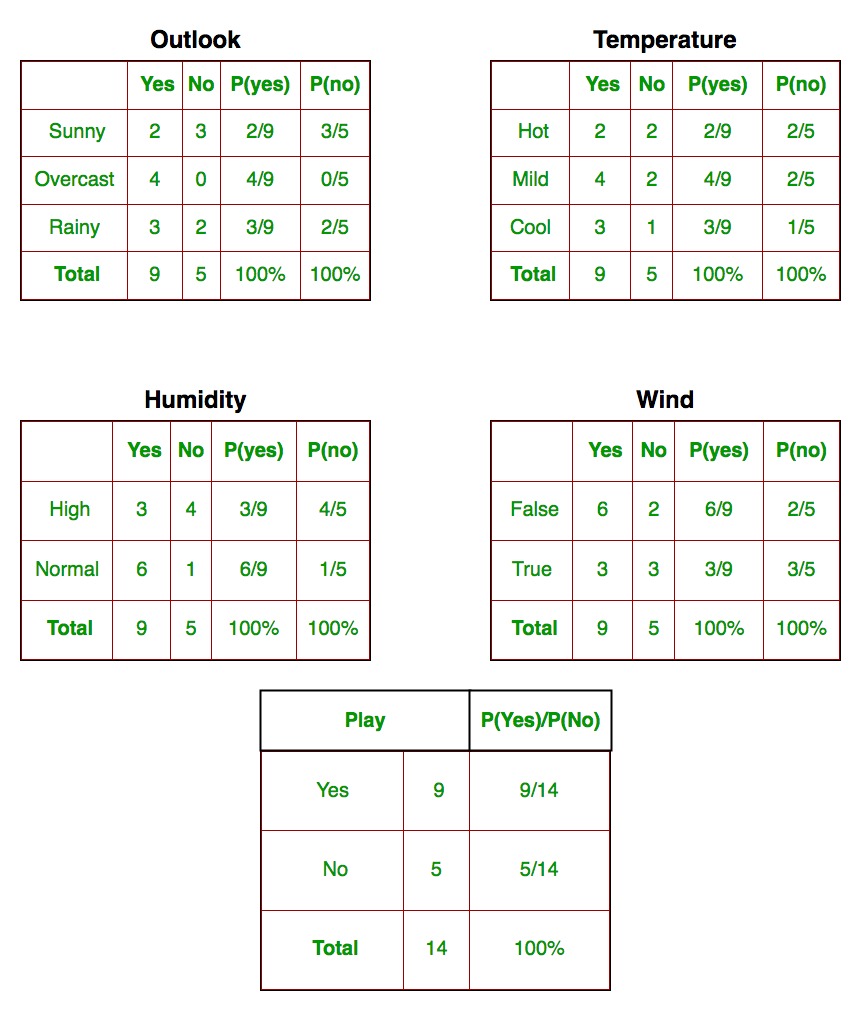 Outlook
Yes No P(yes) P(no)
Sunny 2 3 2/9 3/5
Overcast 4 0 4/9 0/5
Rainy 3 2 3/9 2/5
Total 9 5 100% 100%
Temperature
Yes No P(yes) P(no)
Hot 2 2 2/9 2/5
Mild 4 2 4/9 2/5
Cool 3 1 3/9 1/5
Total 9 5 100% 100%
Humidity
Yes No P(yes) P(no)
High 3 4 3/9 4/5
Normal 6 1 6/9 1/5
Total 9 5 100% 100%
Wind
Yes No P(yes) P(no)
False 6 2 6/9 2/5
True 3 3 3/9 3/5
Total 9 5 100% 100%
Play P(Yes)/P(No)
Yes 9 9/14
No 5 5/14
Total 14 100%